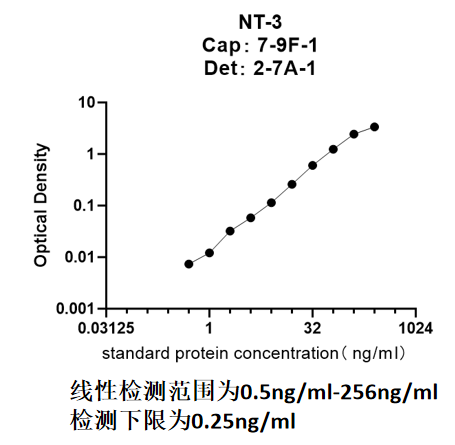 NT-3
Cap: 7-9F-1
Det: 2-7A-1
10
1
0.1
0.01
0.001
Optical Density
0.03125 1 32 1024
standard protein concentration( ng/ml)
线性检测范围为0.5ng/ml-256ng/ml
检测下限为0.25ng/ml